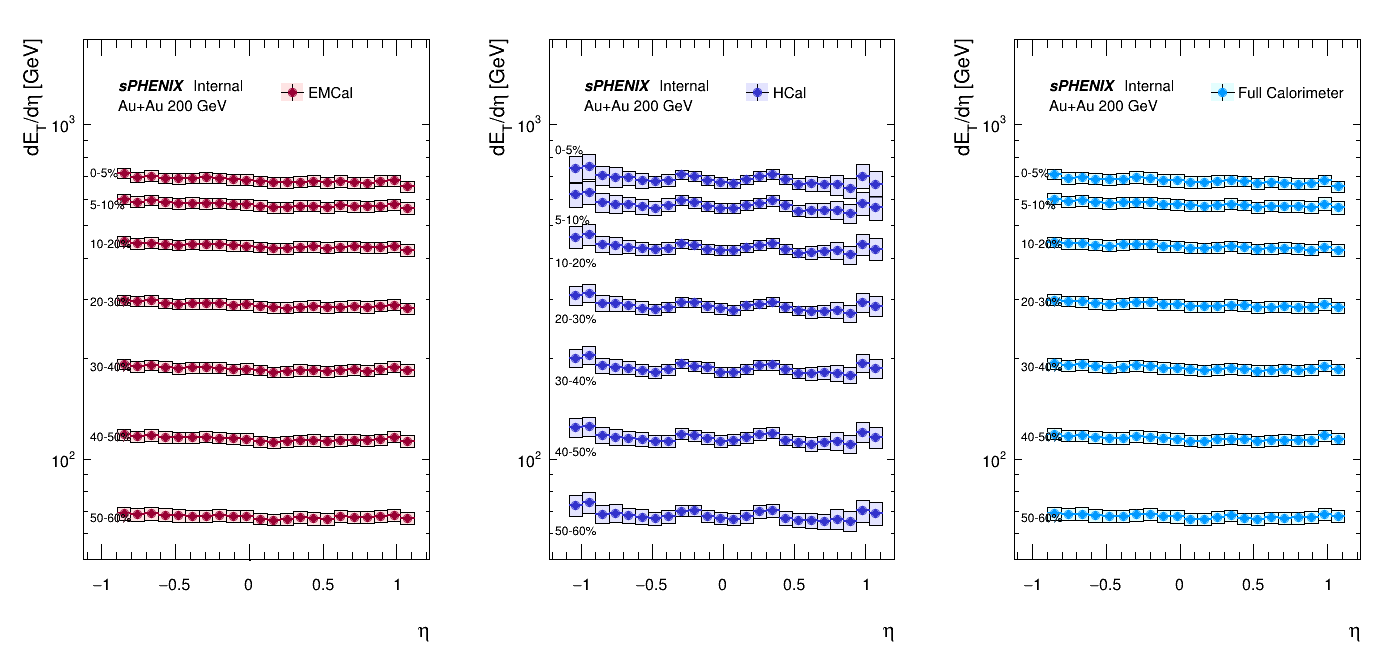 dE_T/dη [GeV]
sPHENIX Internal
Au+Au 200 GeV
EMCal
10^3
10^2
0-5%
5-10%
10-20%
20-30%
30-40%
40-50%
50-60%
−1 −0.5 0 0.5 1
η
dE_T/dη [GeV]
sPHENIX Internal
Au+Au 200 GeV
HCal
10^3
10^2
0-5%
5-10%
10-20%
20-30%
30-40%
40-50%
50-60%
−1 −0.5 0 0.5 1
η
dE_T/dη [GeV]
sPHENIX Internal
Au+Au 200 GeV
Full Calorimeter
10^3
10^2
0-5%
5-10%
10-20%
20-30%
30-40%
40-50%
50-60%
−1 −0.5 0 0.5 1
η